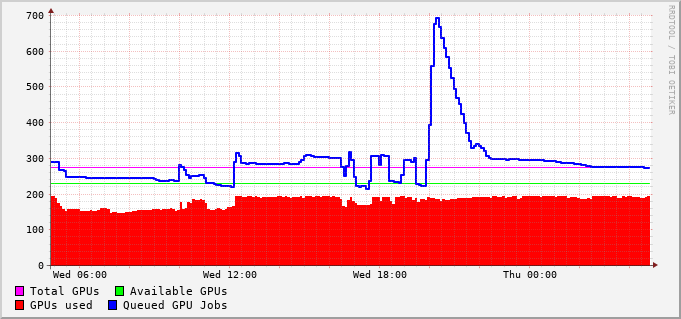 700
600
500
400
300
200
100
0
Wed 06:00 Wed 12:00 Wed 18:00 Thu 00:00
Total GPUs Available GPUs
GPUs used Queued GPU Jobs
RRDTOOL / TOBI OETIKER